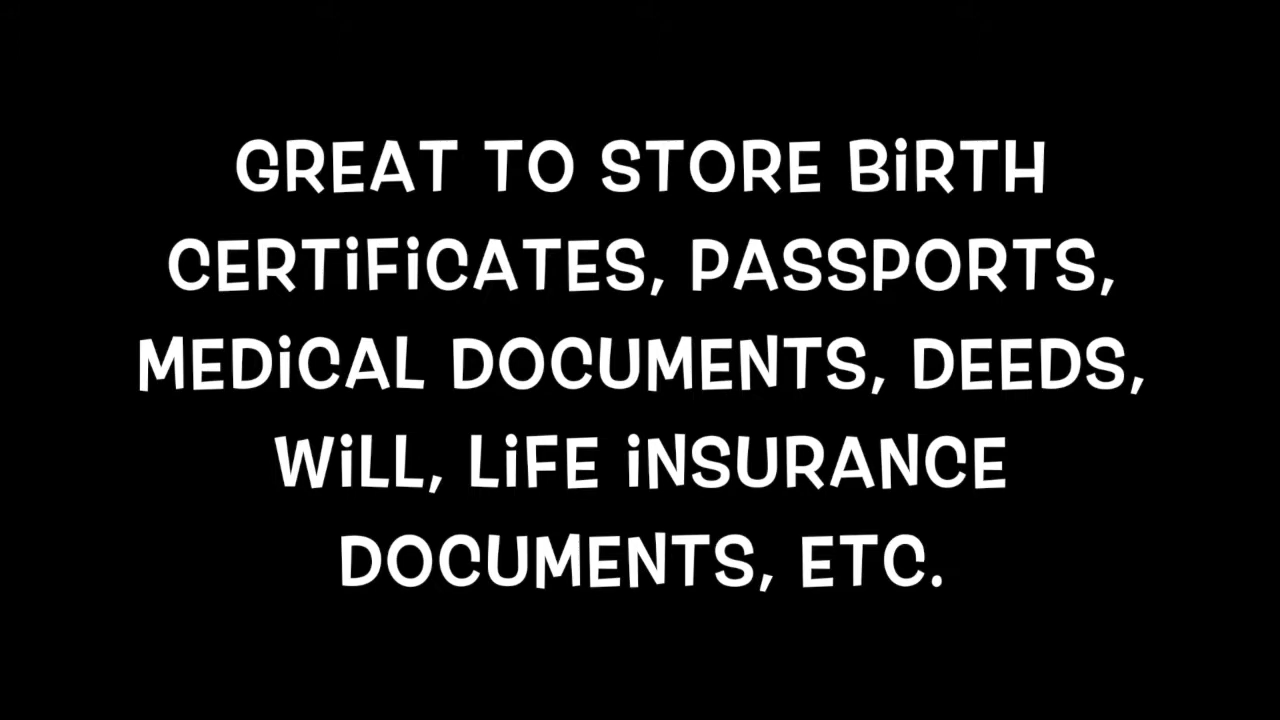 GREAT TO STORE BiRTH
CERTiFiCATES, PASSPORTS,
MEDiCAL DOCUMENTS, DEEDS,
WiLL, LiFE iNSURANCE
DOCUMENTS, ETC.